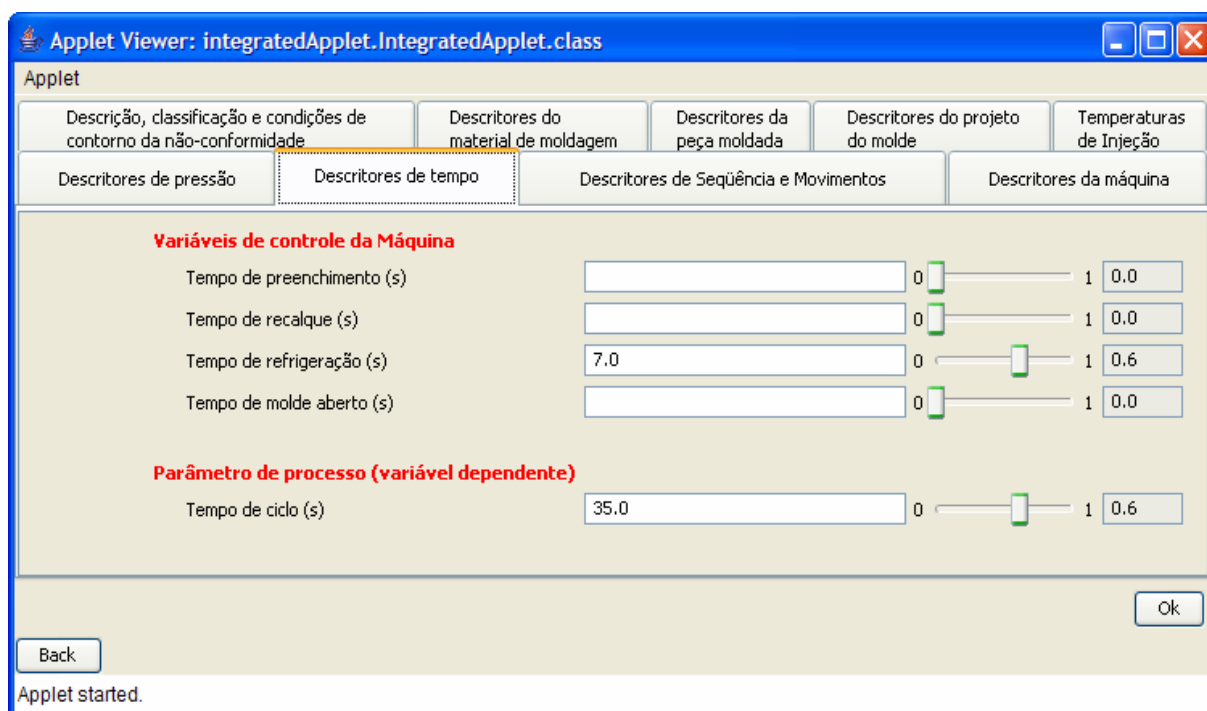 Applet Viewer: integratedApplet.IntegratedApplet.class
Applet
Descrição, classificação e condições de contorno da não-conformidade
Descritores do material de moldagem
Descritores da peça moldada
Descritores do projeto do molde
Temperaturas de Injeção
Descritores de pressão
Descritores de tempo
Descritores de Seqüência e Movimentos
Descritores da máquina
Variáveis de controle da Máquina
Tempo de preenchimento (s) 0 1 0.0
Tempo de recalque (s) 0 1 0.0
Tempo de refrigeração (s) 7.0 0 1 0.6
Tempo de molde aberto (s) 0 1 0.0
Parâmetro de processo (variável dependente)
Tempo de ciclo (s) 35.0 0 1 0.6
Ok
Back
Applet started.